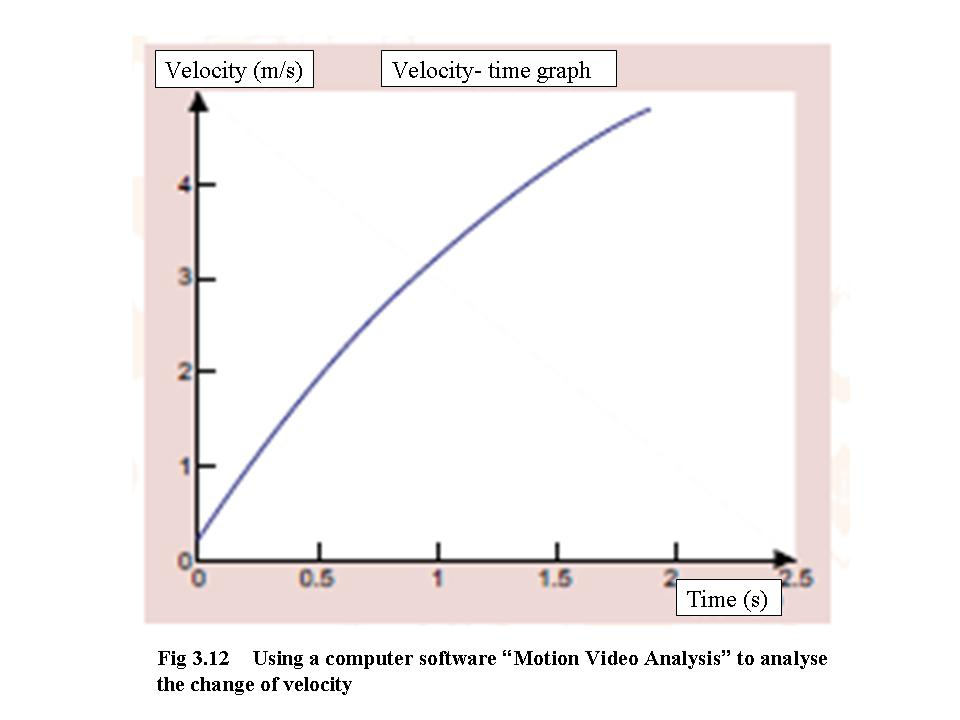 Velocity (m/s)
Velocity- time graph
4
3
2
1
0
0 0.5 1 1.5 2 2.5
Time (s)
Fig 3.12 Using a computer software “Motion Video Analysis” to analyse
the change of velocity